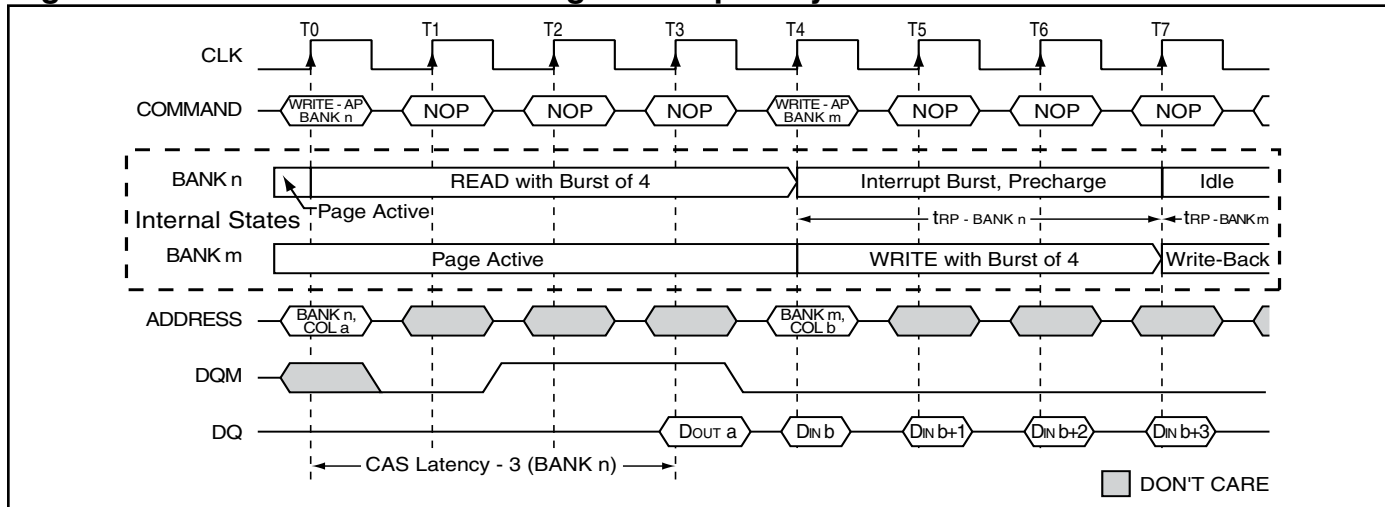 T0 T1 T2 T3 T4 T5 T6 T7
CLK
COMMAND WRITE - AP BANK n NOP NOP NOP WRITE - AP BANK m NOP NOP NOP
BANK n READ with Burst of 4 Interrupt Burst, Precharge Idle
Internal States Page Active tRP - BANK n tRP - BANK m
BANK m Page Active WRITE with Burst of 4 Write-Back
ADDRESS BANK n, COL a BANK m, COL b
DQM
DQ DOUT a DIN b DIN b+1 DIN b+2 DIN b+3
CAS Latency - 3 (BANK n)
DON'T CARE